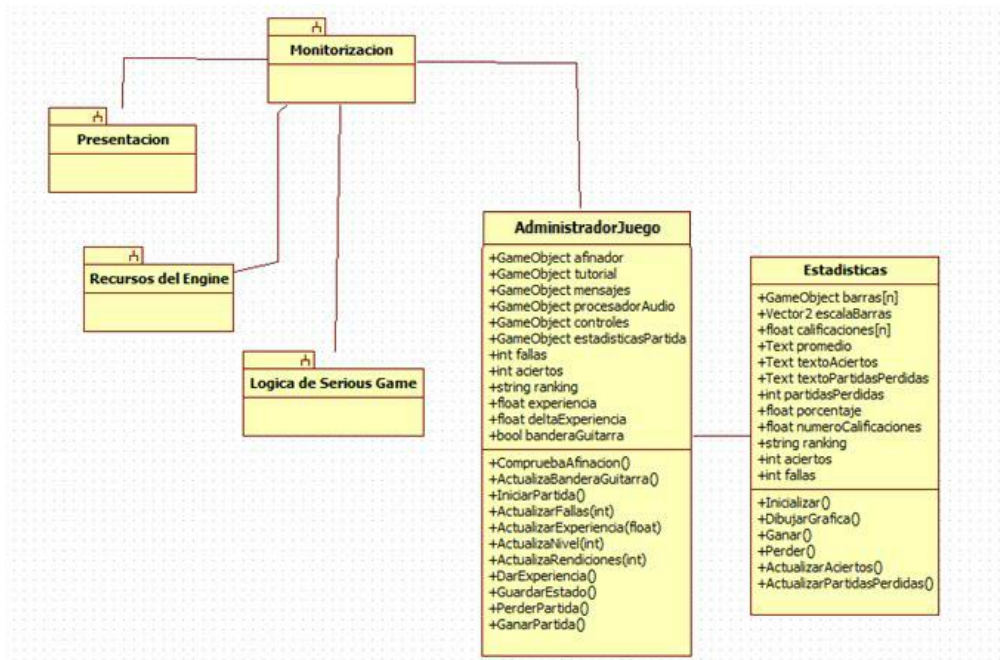 Monitorizacion
Presentacion
Recursos del Engine
Logica de Serious Game
AdministradorJuego
+GameObject afinador
+GameObject tutorial
+GameObject mensajes
+GameObject procesadorAudio
+GameObject controles
+GameObject estadisticasPartida
+int fallas
+int aciertos
+string ranking
+float experiencia
+float deltaExperiencia
+bool banderaGuitarra
+CompruebaAfinacion()
+ActualizaBanderaGuitarra()
+IniciarPartida()
+ActualizarFallas(int)
+ActualizarExperiencia(float)
+ActualizaNivel(int)
+ActualizaRendiciones(int)
+DarExperiencia()
+GuardarEstado()
+PerderPartida()
+GanarPartida()
Estadisticas
+GameObject barras[n]
+Vector2 escalaBarras
+float calificaciones[n]
+Text promedio
+Text textoAciertos
+Text textoPartidasPerdidas
+int partidasPerdidas
+float porcentaje
+float numeroCalificaciones
+string ranking
+int aciertos
+int fallas
+Inicializar()
+DibujarGrafica()
+Ganar()
+Perder()
+ActualizarAciertos()
+ActualizarPartidasPerdidas()